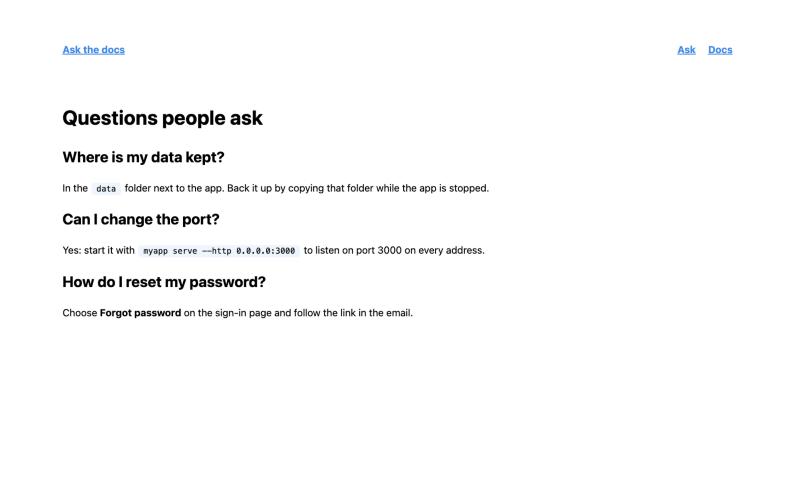 Ask the docs
Ask Docs
Questions people ask
Where is my data kept?
In the data folder next to the app. Back it up by copying that folder while the app is stopped.
Can I change the port?
Yes: start it with myapp serve --http 0.0.0.0:3000 to listen on port 3000 on every address.
How do I reset my password?
Choose Forgot password on the sign-in page and follow the link in the email.